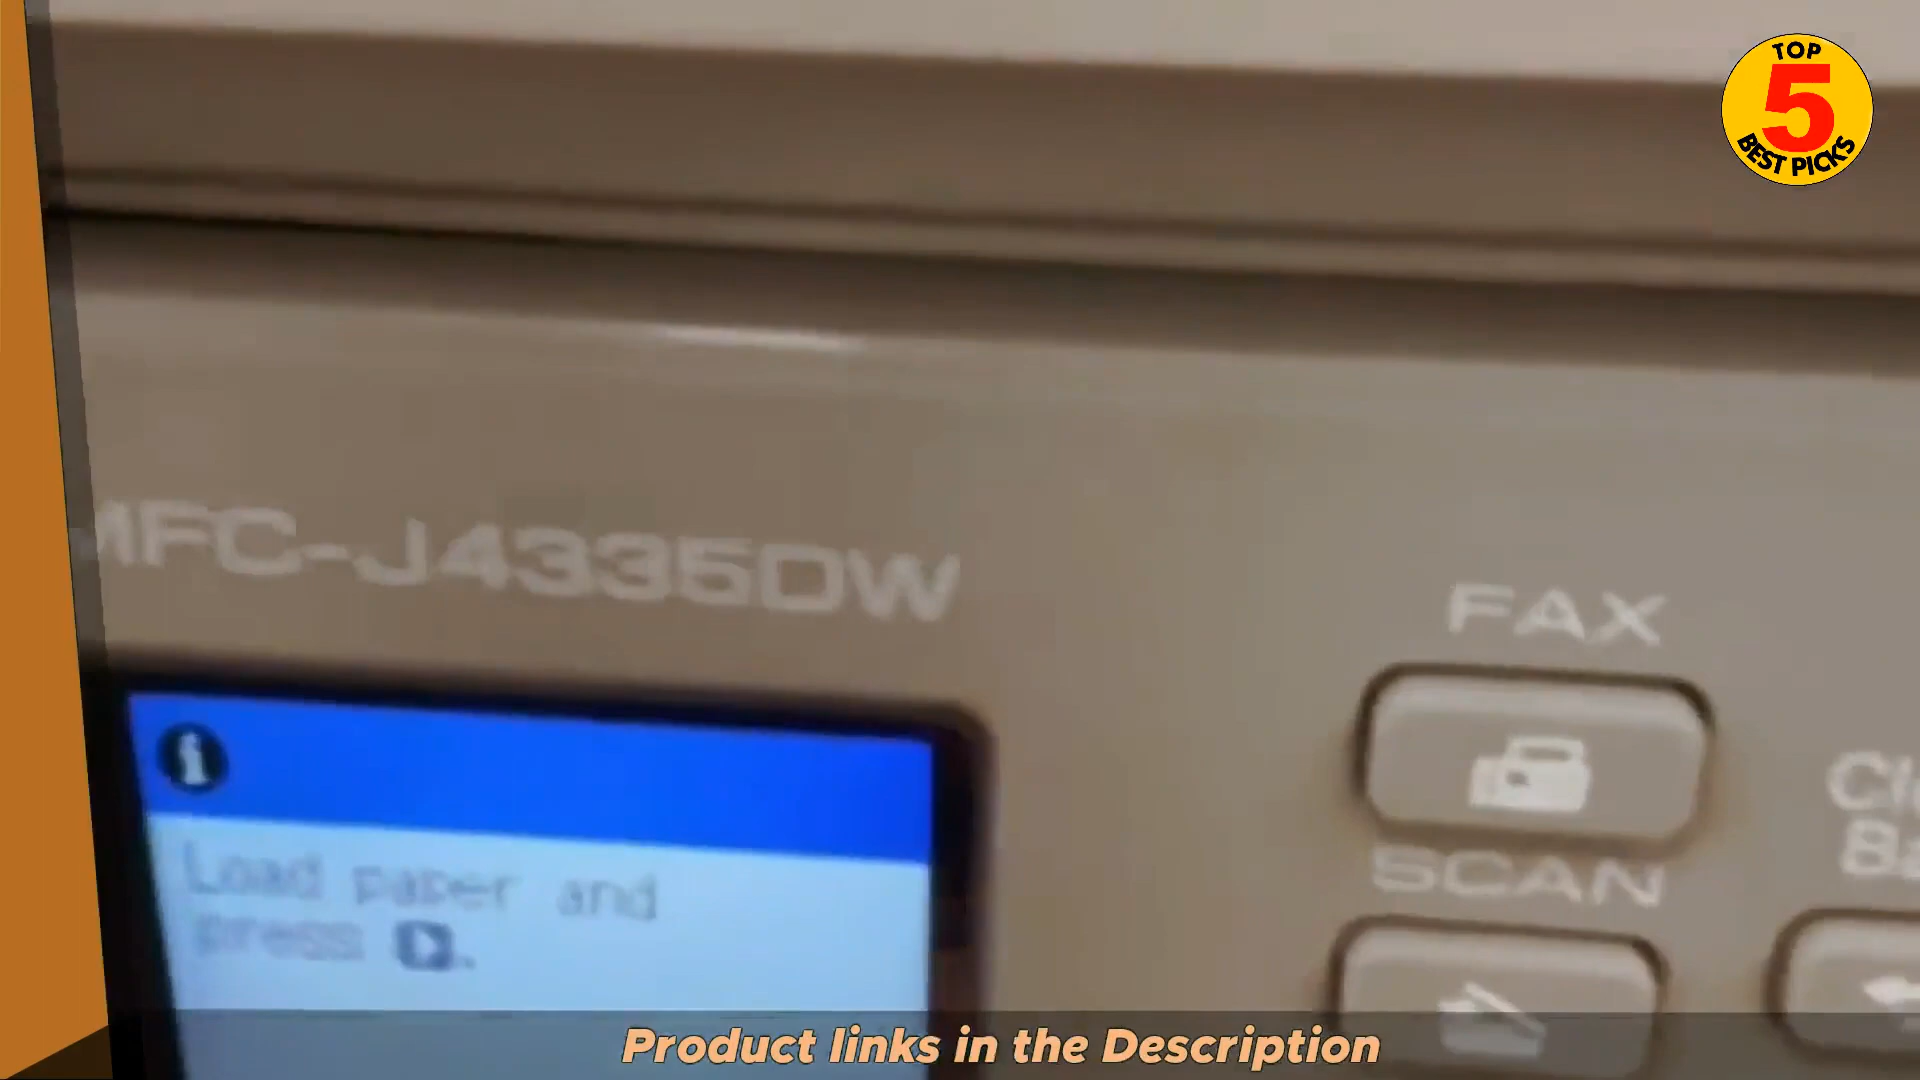 TOP
5
BEST PICKS
MFC-J4335DW
FAX
SCAN
Load paper and
press
Product links in the Description